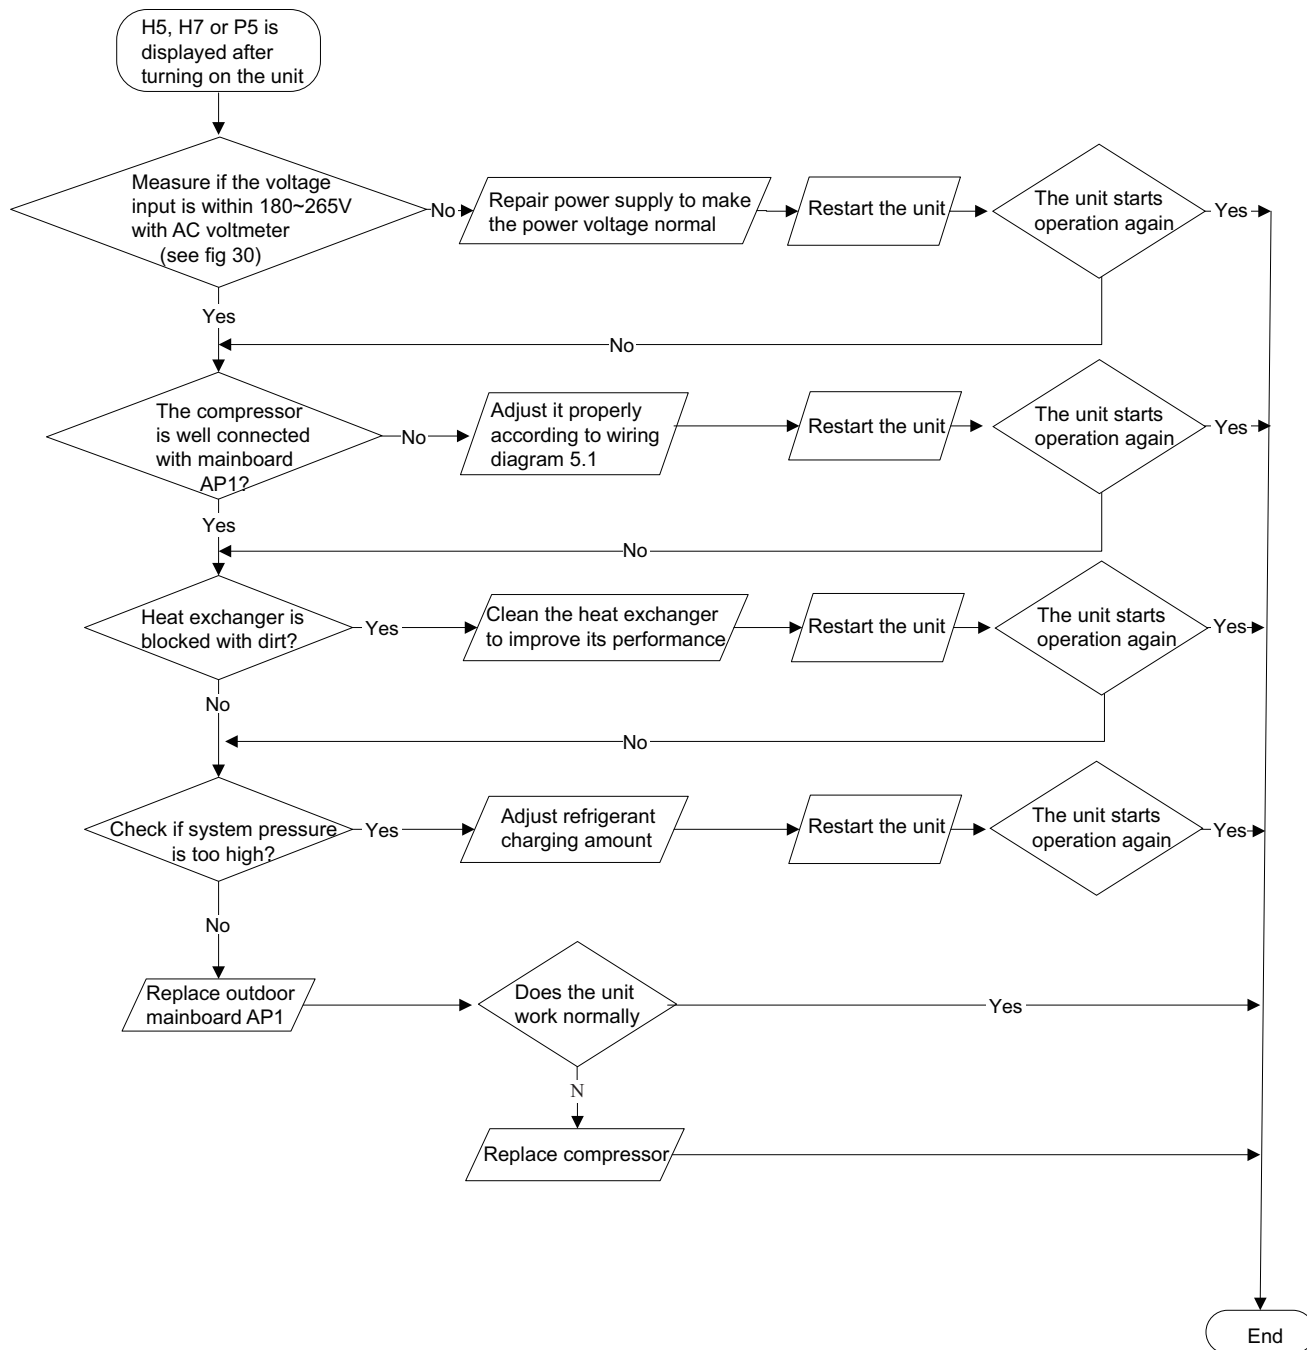 H5, H7 or P5 is
displayed after
turning on the unit
Measure if the voltage
input is within 180~265V
with AC voltmeter
(see fig 30)
No
Repair power supply to make
the power voltage normal
Restart the unit
The unit starts
operation again
Yes
Yes
No
The compressor
is well connected
with mainboard
AP1?
No
Adjust it properly
according to wiring
diagram 5.1
Restart the unit
The unit starts
operation again
Yes
Yes
No
Heat exchanger is
blocked with dirt?
Yes
Clean the heat exchanger
to improve its performance
Restart the unit
The unit starts
operation again
Yes
No
No
Check if system pressure
is too high?
Yes
Adjust refrigerant
charging amount
Restart the unit
The unit starts
operation again
Yes
No
Replace outdoor
mainboard AP1
Does the unit
work normally
Yes
N
Replace compressor
End